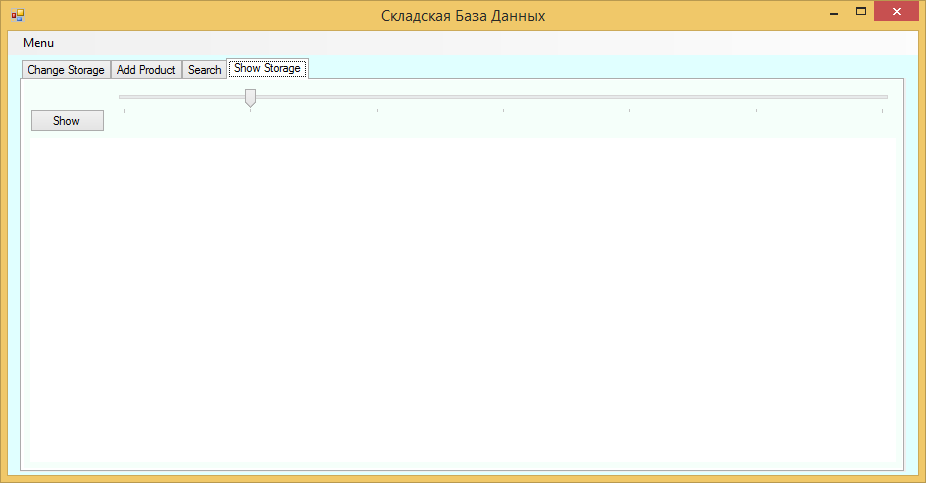 Складская База Данных
Menu
Change Storage Add Product Search Show Storage
Show